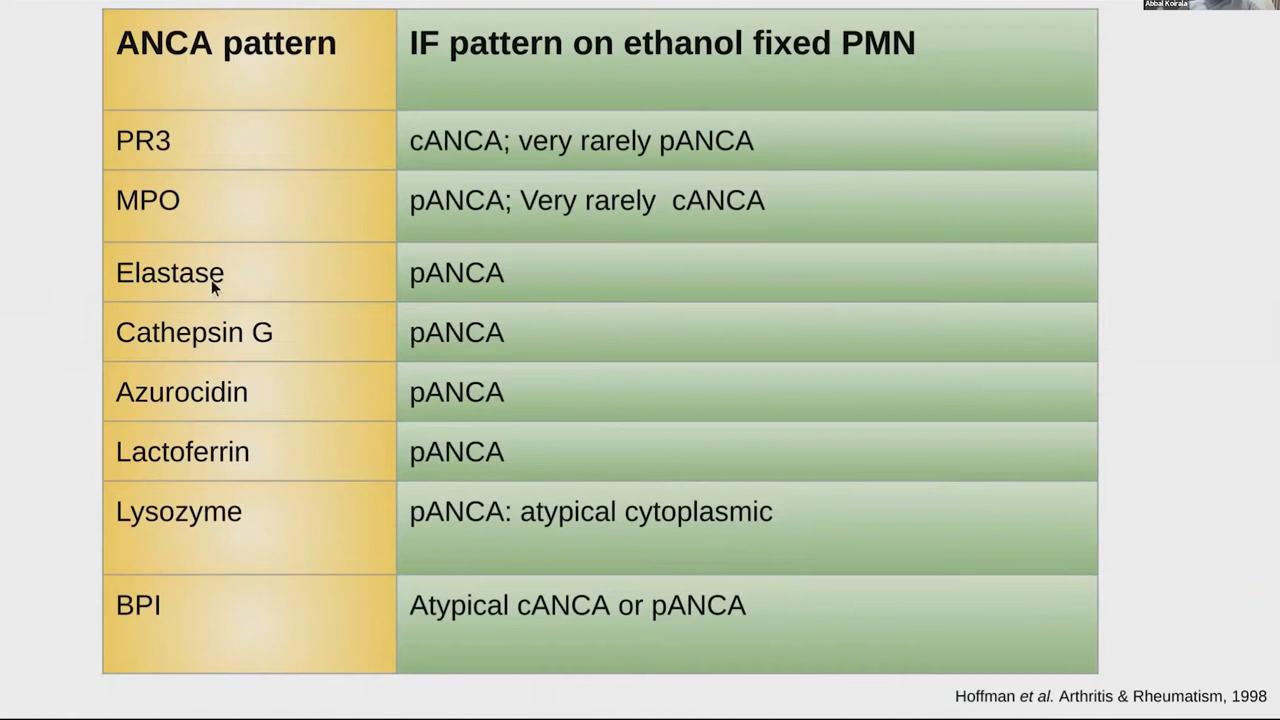 Abbal Koirala
ANCA pattern IF pattern on ethanol fixed PMN
PR3 cANCA; very rarely pANCA
MPO pANCA; Very rarely cANCA
Elastase pANCA
Cathepsin G pANCA
Azurocidin pANCA
Lactoferrin pANCA
Lysozyme pANCA: atypical cytoplasmic
BPI Atypical cANCA or pANCA
Hoffman et al. Arthritis & Rheumatism, 1998